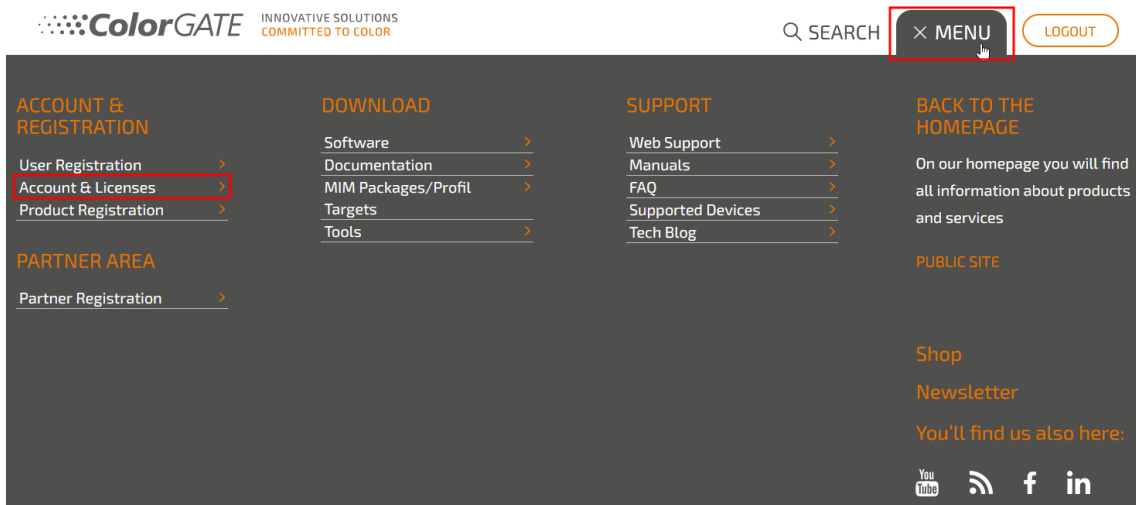 ColorGATE
INNOVATIVE SOLUTIONS
COMMITTED TO COLOR
SEARCH
MENU
LOGOUT
ACCOUNT &
REGISTRATION
User Registration
Account & Licenses
Product Registration
PARTNER AREA
Partner Registration
DOWNLOAD
Software
Documentation
MIM Packages/Profil
Targets
Tools
SUPPORT
Web Support
Manuals
FAQ
Supported Devices
Tech Blog
BACK TO THE
HOMEPAGE
On our homepage you will find
all information about products
and services
PUBLIC SITE
Shop
Newsletter
You'll find us also here:
You
Tube
f
in